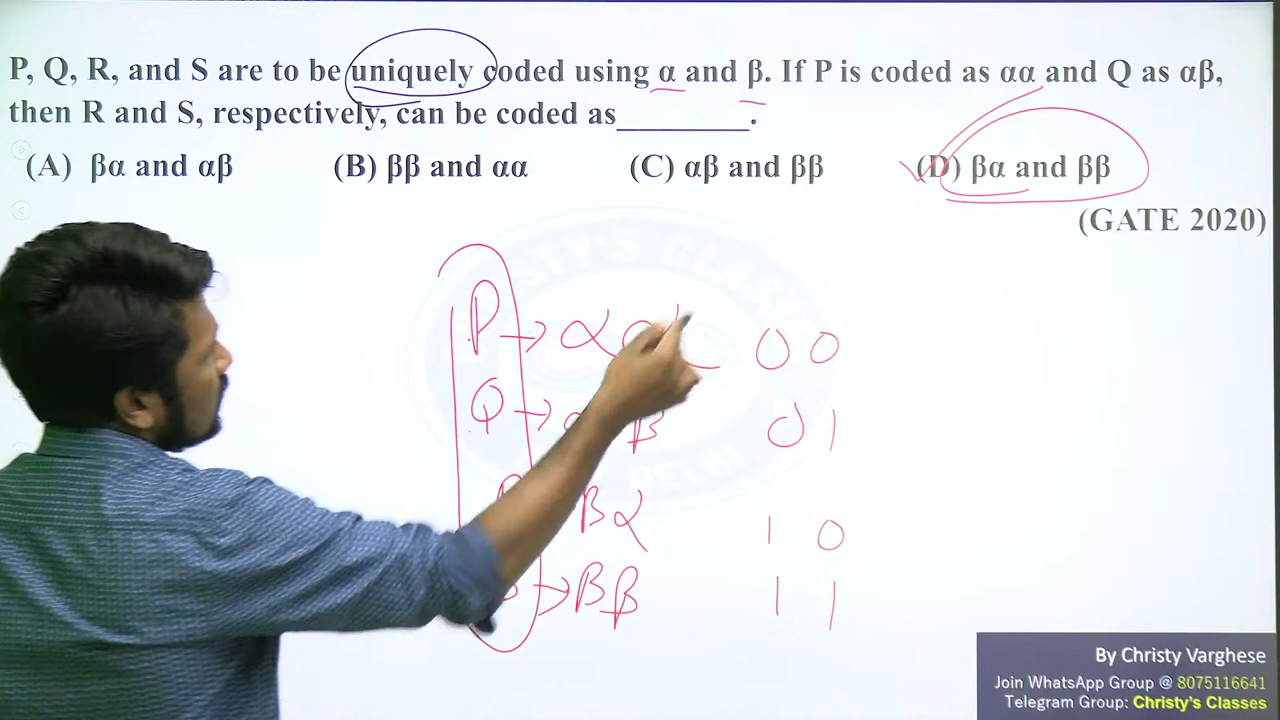 P, Q, R, and S are to be uniquely coded using α and β. If P is coded as αα and Q as αβ,
then R and S, respectively, can be coded as________.
(A) βα and αβ (B) ββ and αα (C) αβ and ββ (D) βα and ββ
(GATE 2020)
P → α 0 0
Q → β 0 1
βα 1 0
→ ββ 1 1
By Christy Varghese
Join WhatsApp Group @ 8075116641
Telegram Group: Christy's Classes